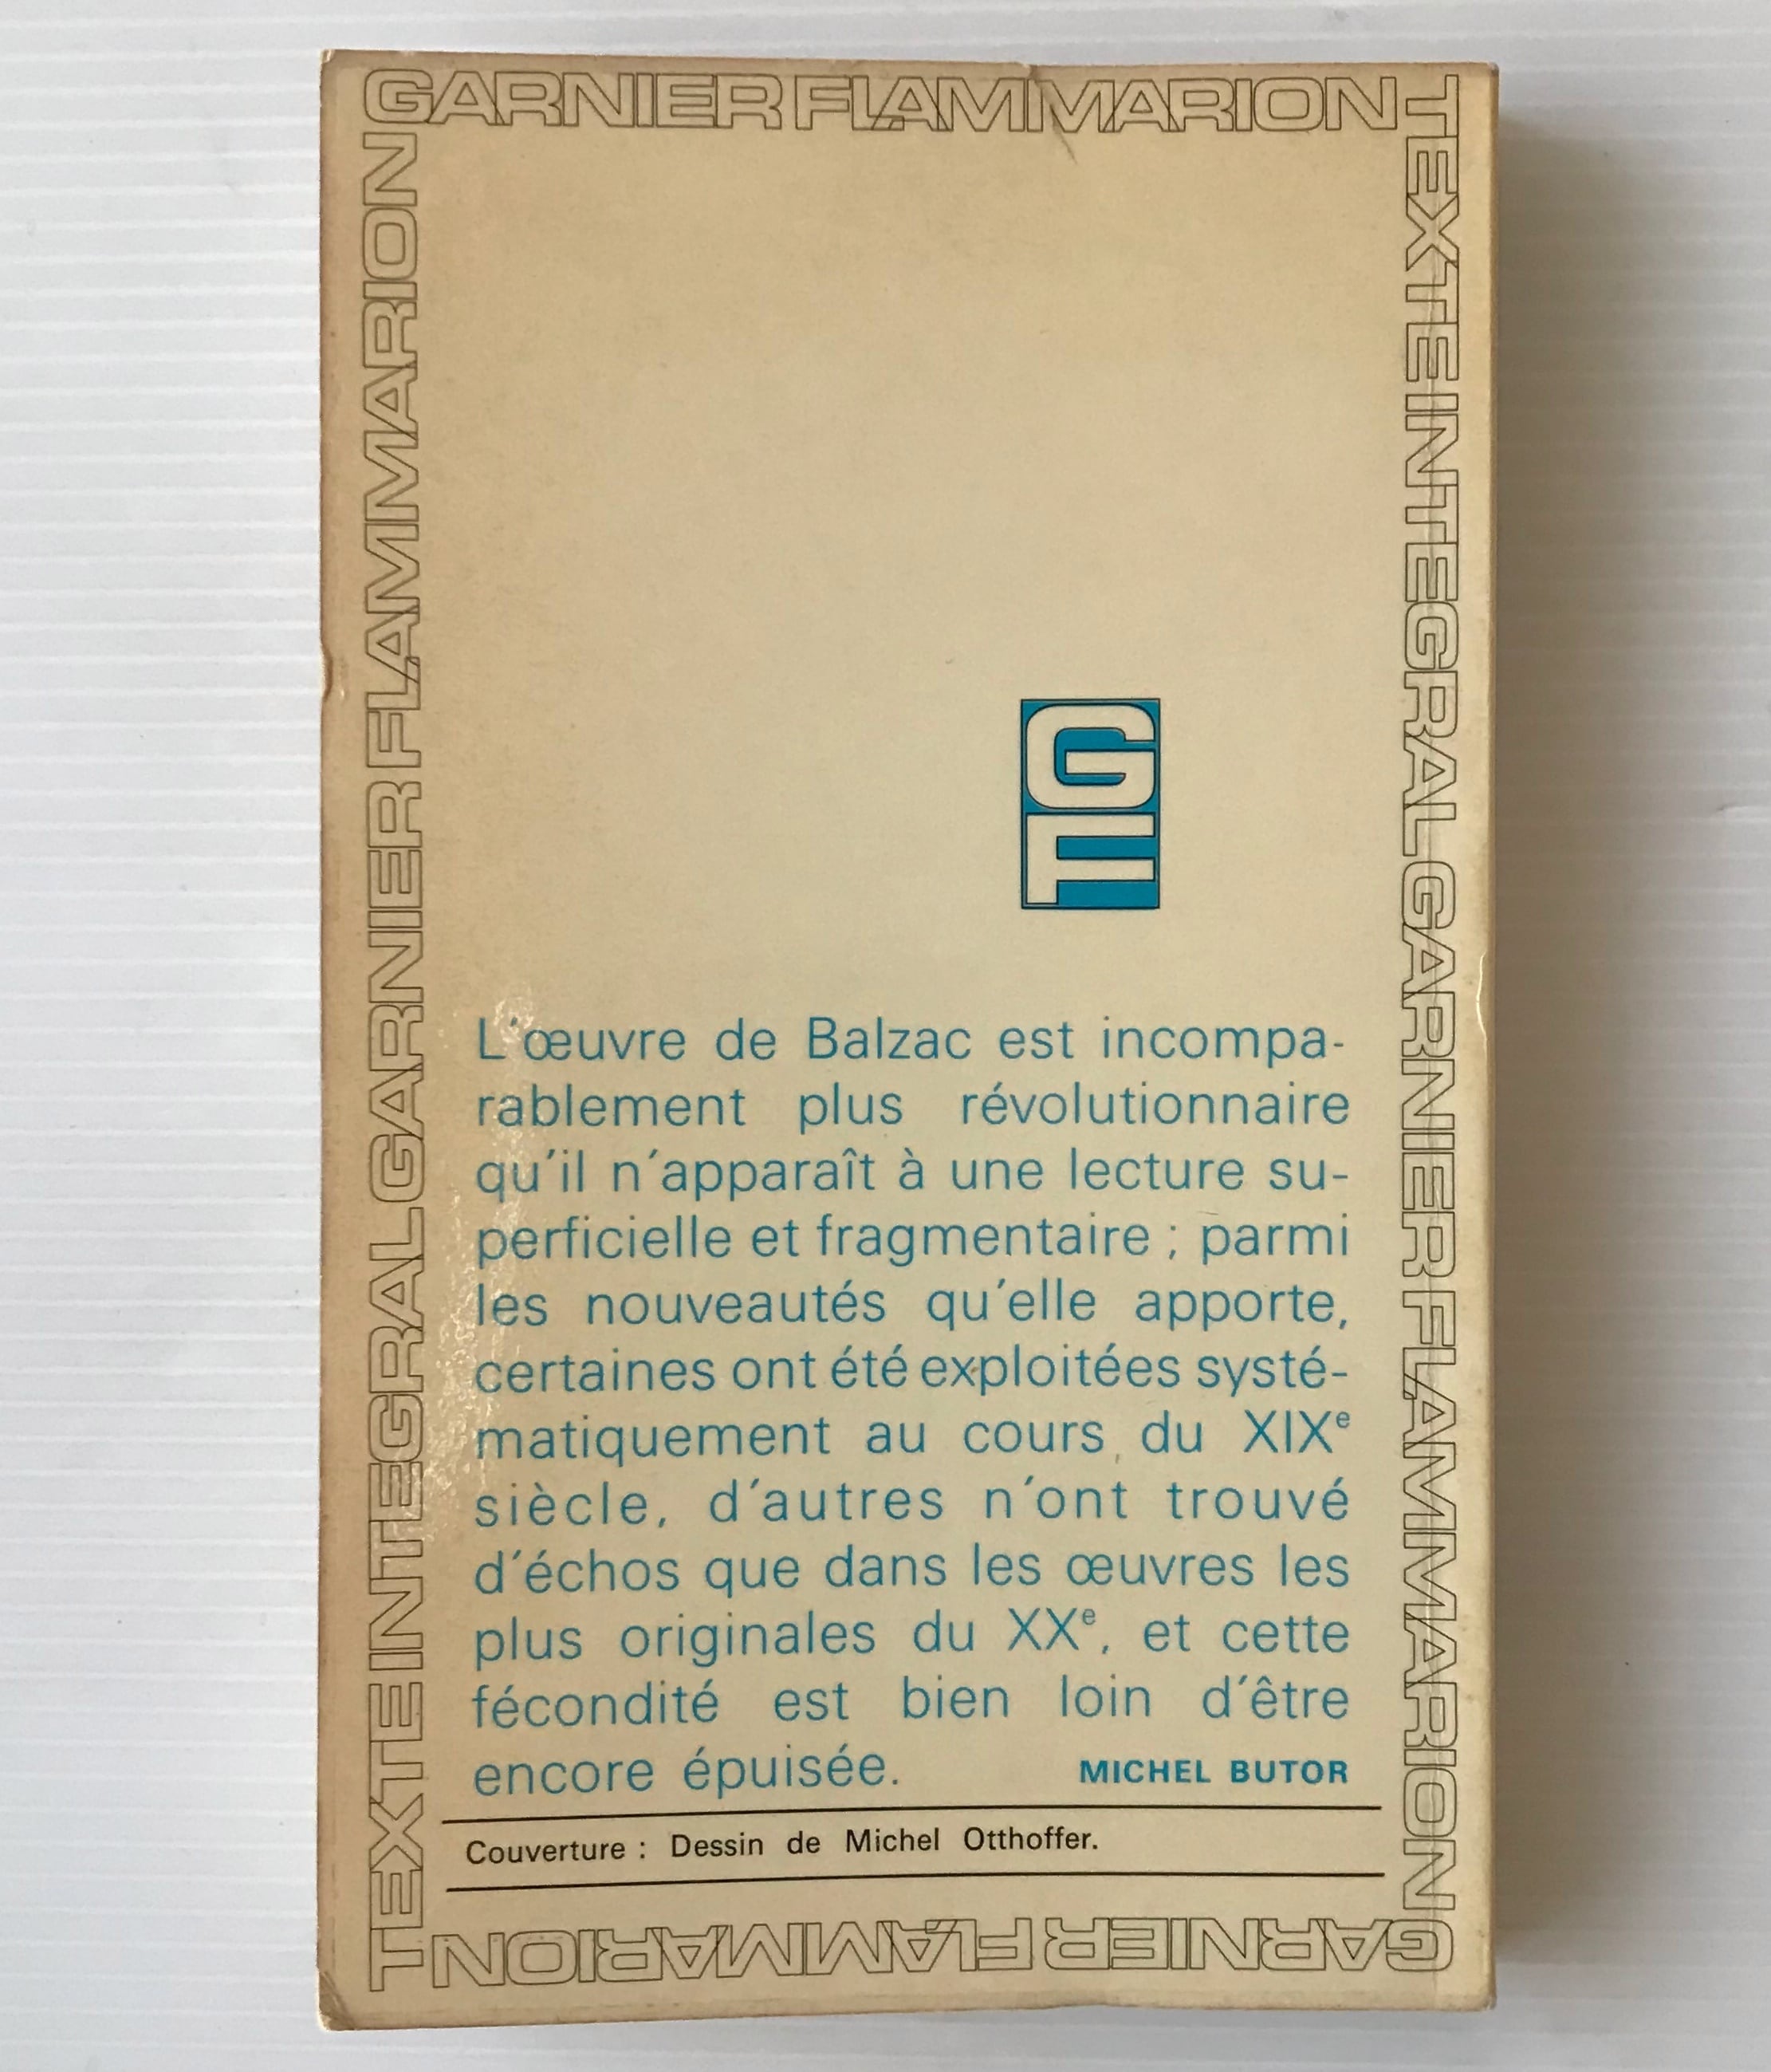 GARNIER FLAMMARION
TEXTE INTEGRAL GARNIER FLAMMARION
GF
L'œuvre de Balzac est incompa-
rablement plus révolutionnaire
qu'il n'apparaît à une lecture su-
perficielle et fragmentaire ; parmi
les nouveautés qu'elle apporte,
certaines ont été exploitées systé-
matiquement au cours du XIXe
siècle, d'autres n'ont trouvé
d'échos que dans les œuvres les
plus originales du XXe, et cette
fécondité est bien loin d'être
encore épuisée. MICHEL BUTOR
Couverture : Dessin de Michel Otthoffer.
GARNIER FLAMMARION
TEXTE INTEGRAL GARNIER FLAMMARION